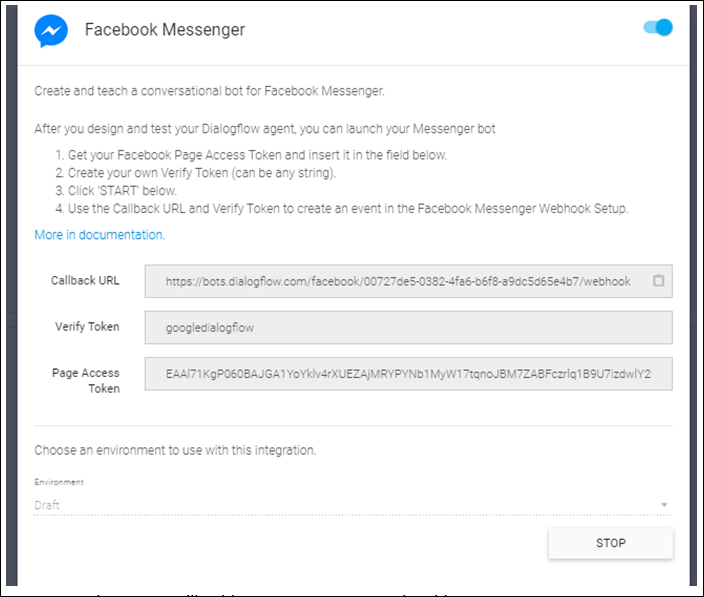 Facebook Messenger
Create and teach a conversational bot for Facebook Messenger.
After you design and test your Dialogflow agent, you can launch your Messenger bot
1. Get your Facebook Page Access Token and insert it in the field below.
2. Create your own Verify Token (can be any string).
3. Click 'START' below.
4. Use the Callback URL and Verify Token to create an event in the Facebook Messenger Webhook Setup.
More in documentation.
Callback URL
https://bots.dialogflow.com/facebook/00727de5-0382-4fa6-b6f8-a9dc5d65e4b7/webhook
Verify Token
googledialogflow
Page Access
Token
EAAl71KgP060BAJGA1YoYklv4rXUEZAjMRYPYNb1MyW17tqnoJBM7ZABFczrlq1B9U7izdwlY2
Choose an environment to use with this integration.
Environment
Draft
STOP